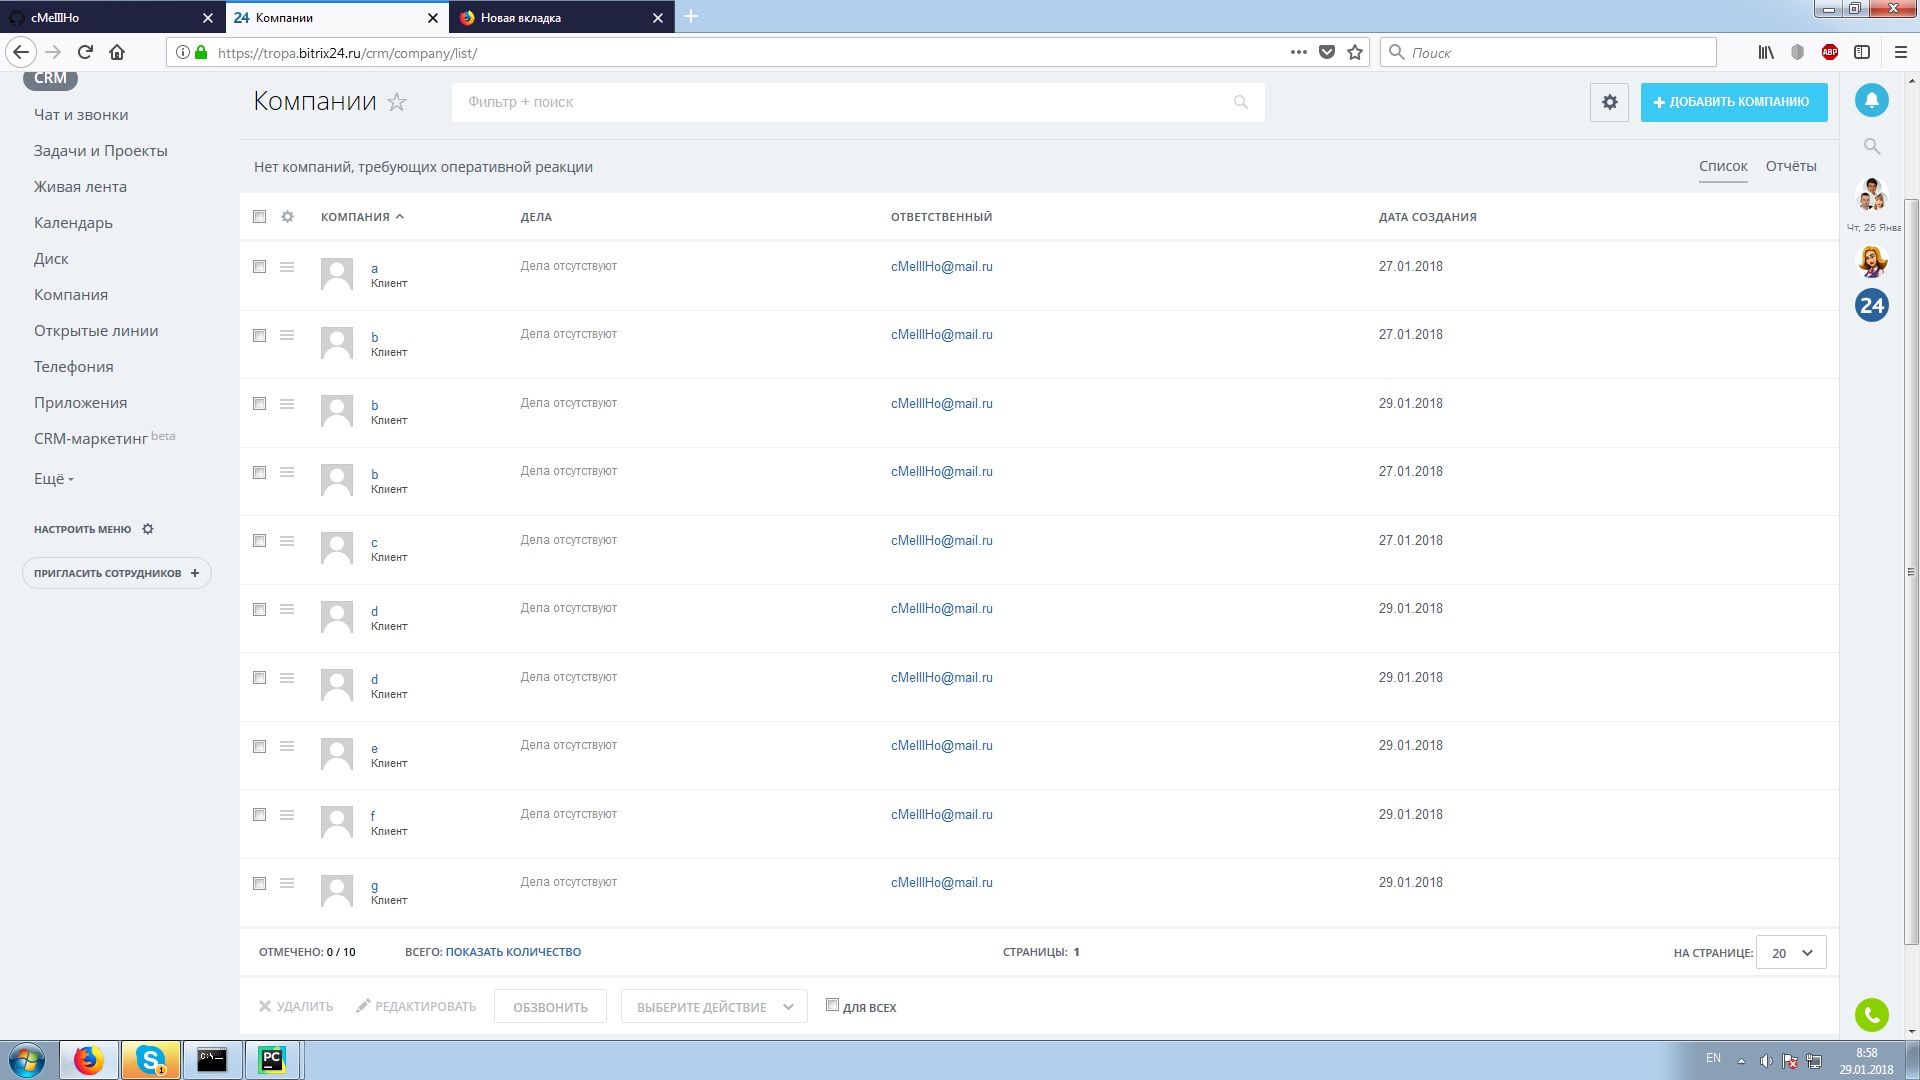 сМеIIIНо
24 Компании
Новая вкладка
https://tropa.bitrix24.ru/crm/company/list/
Поиск
ABP
CRM
Чат и звонки
Задачи и Проекты
Живая лента
Календарь
Диск
Компания
Открытые линии
Телефония
Приложения
CRM-маркетинг beta
Ещё
НАСТРОИТЬ МЕНЮ
ПРИГЛАСИТЬ СОТРУДНИКОВ +
Компании
Фильтр + поиск
+ ДОБАВИТЬ КОМПАНИЮ
Нет компаний, требующих оперативной реакции
Список Отчёты
КОМПАНИЯ ДЕЛА ОТВЕТСТВЕННЫЙ ДАТА СОЗДАНИЯ
a Дела отсутствуют cMeIIIHo@mail.ru 27.01.2018
Клиент
b Дела отсутствуют cMeIIIHo@mail.ru 27.01.2018
Клиент
b Дела отсутствуют cMeIIIHo@mail.ru 29.01.2018
Клиент
b Дела отсутствуют cMeIIIHo@mail.ru 27.01.2018
Клиент
c Дела отсутствуют cMeIIIHo@mail.ru 27.01.2018
Клиент
d Дела отсутствуют cMeIIIHo@mail.ru 29.01.2018
Клиент
d Дела отсутствуют cMeIIIHo@mail.ru 29.01.2018
Клиент
e Дела отсутствуют cMeIIIHo@mail.ru 29.01.2018
Клиент
f Дела отсутствуют cMeIIIHo@mail.ru 29.01.2018
Клиент
g Дела отсутствуют cMeIIIHo@mail.ru 29.01.2018
Клиент
ОТМЕЧЕНО: 0 / 10 ВСЕГО: ПОКАЗАТЬ КОЛИЧЕСТВО СТРАНИЦЫ: 1 НА СТРАНИЦЕ: 20
УДАЛИТЬ РЕДАКТИРОВАТЬ ОБЗВОНИТЬ ВЫБЕРИТЕ ДЕЙСТВИЕ ДЛЯ ВСЕХ
Чт, 25 Янва
24
S 1
C:\_
PC
EN
8:58
29.01.2018